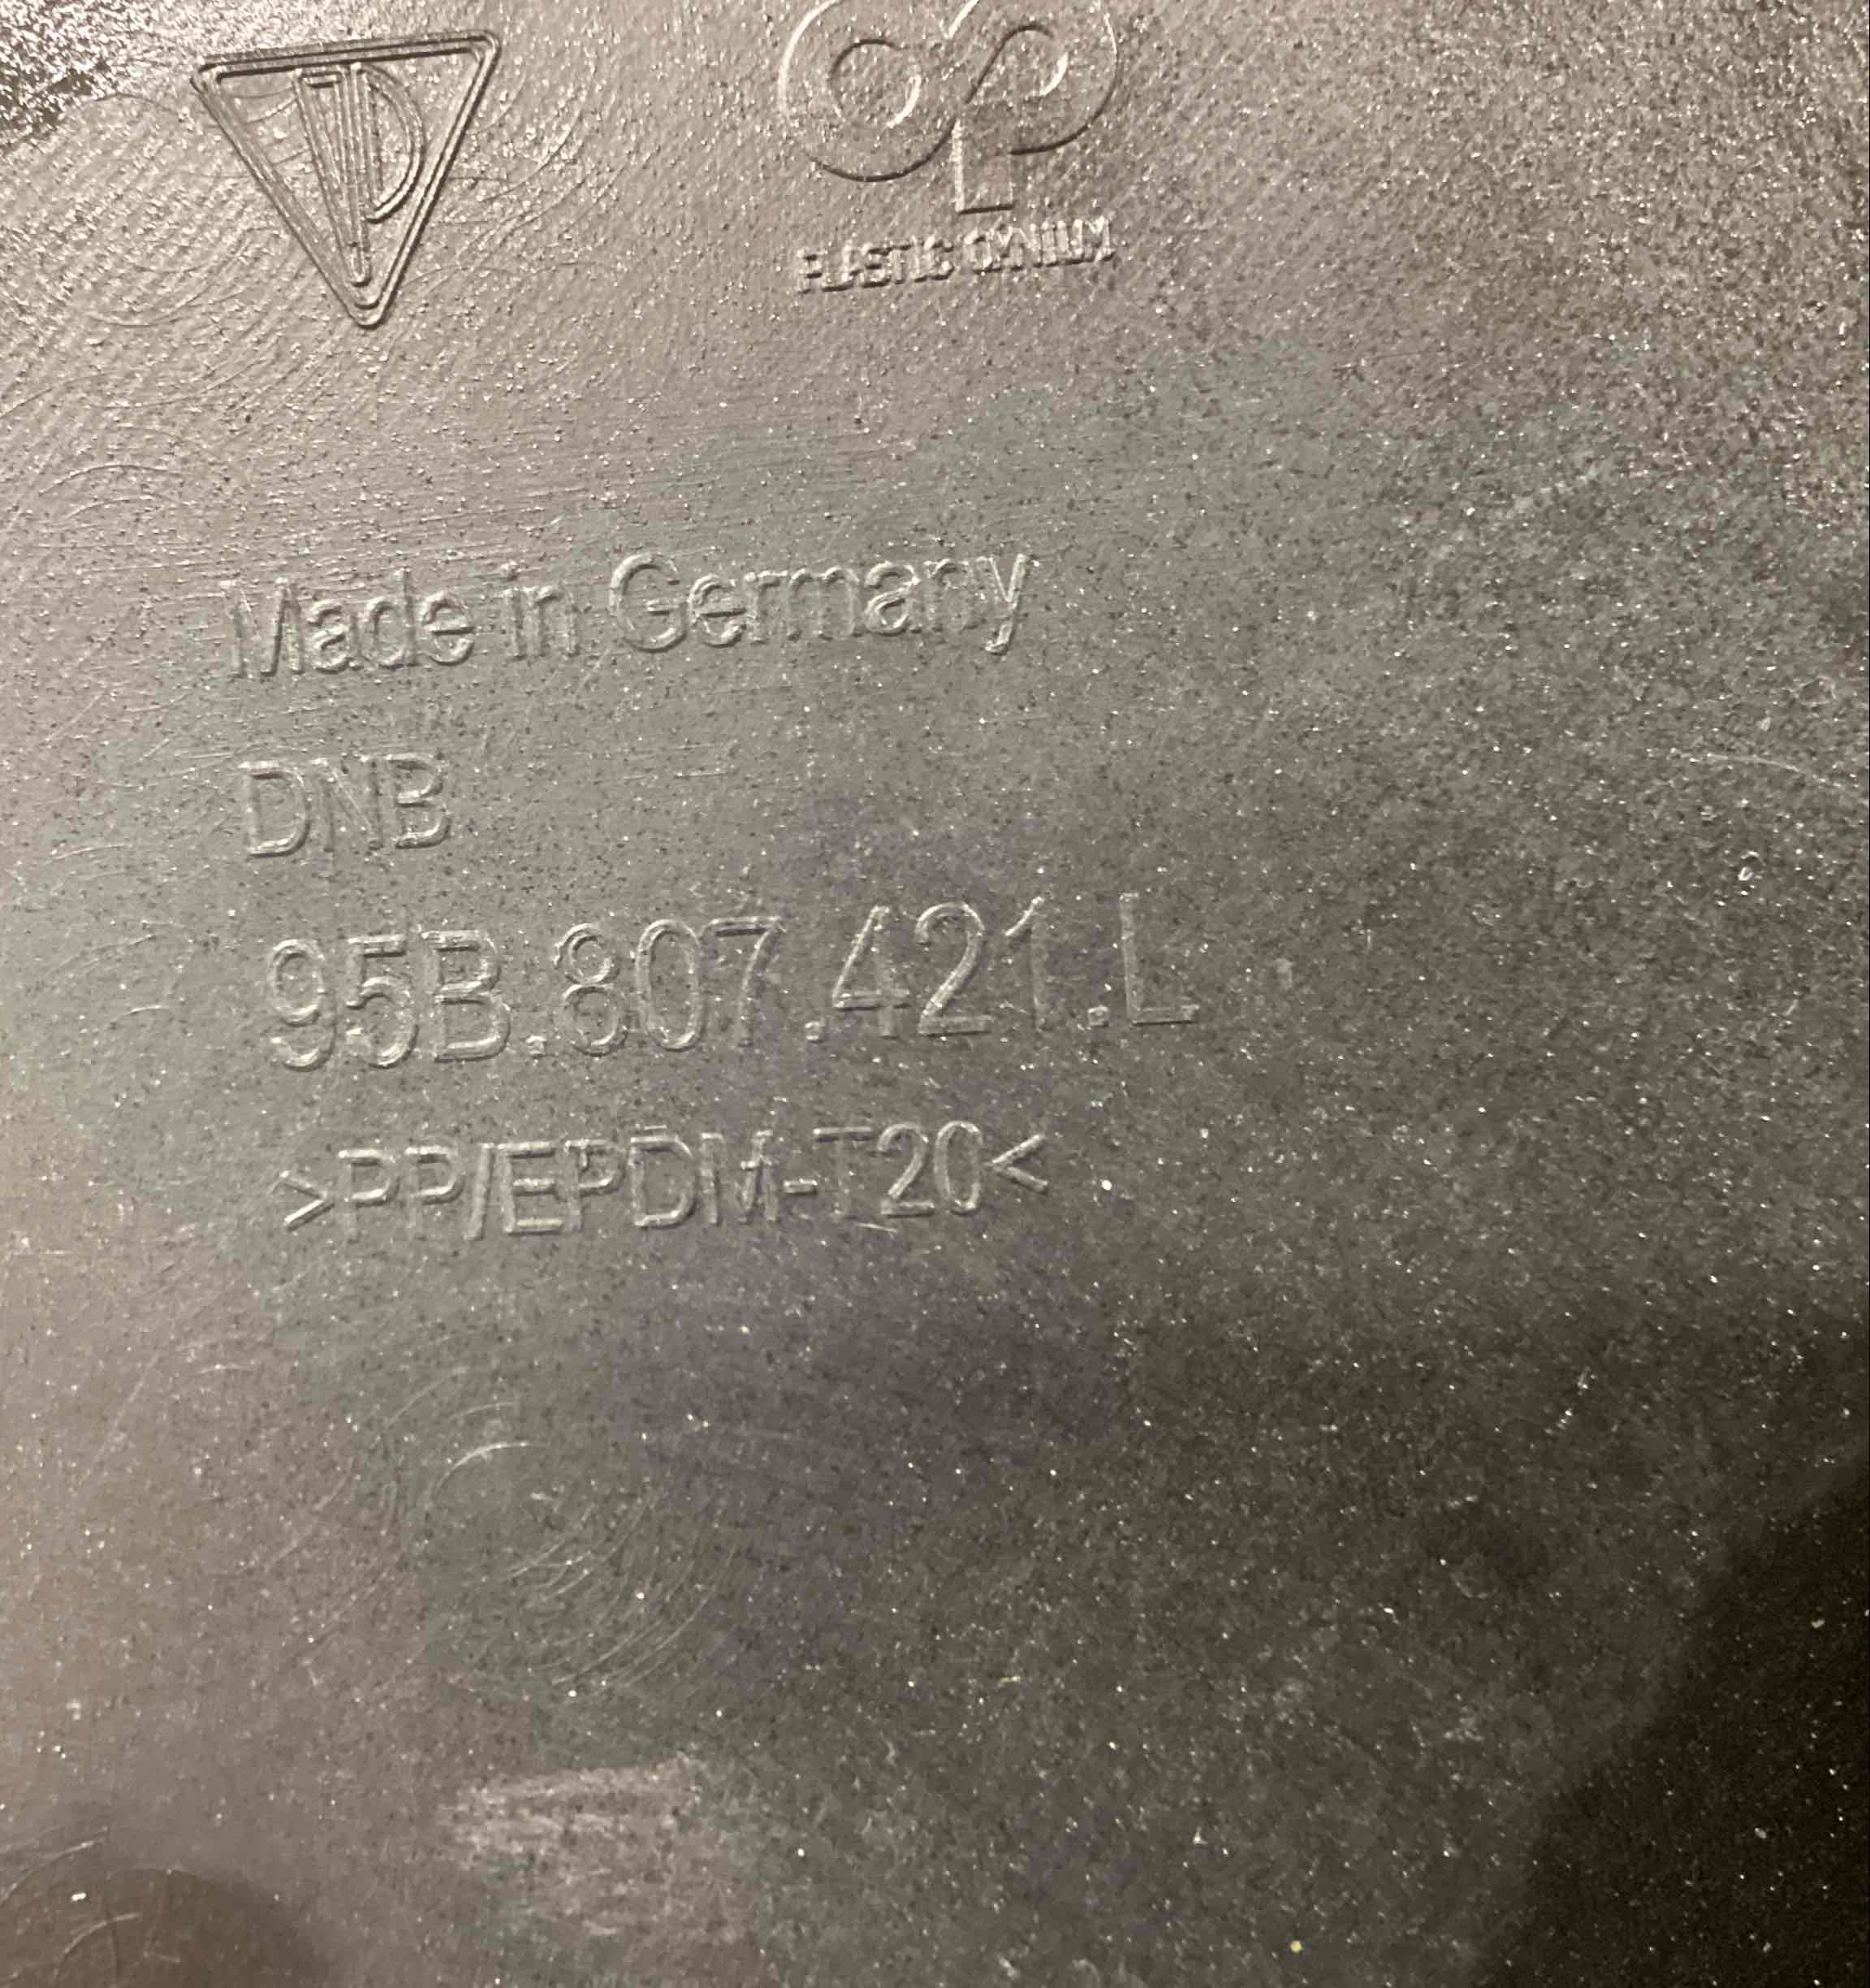 PLASTIC OMNIUM
Made in Germany
DNB
95B.807.421.L
>PP/EPDM-T20<